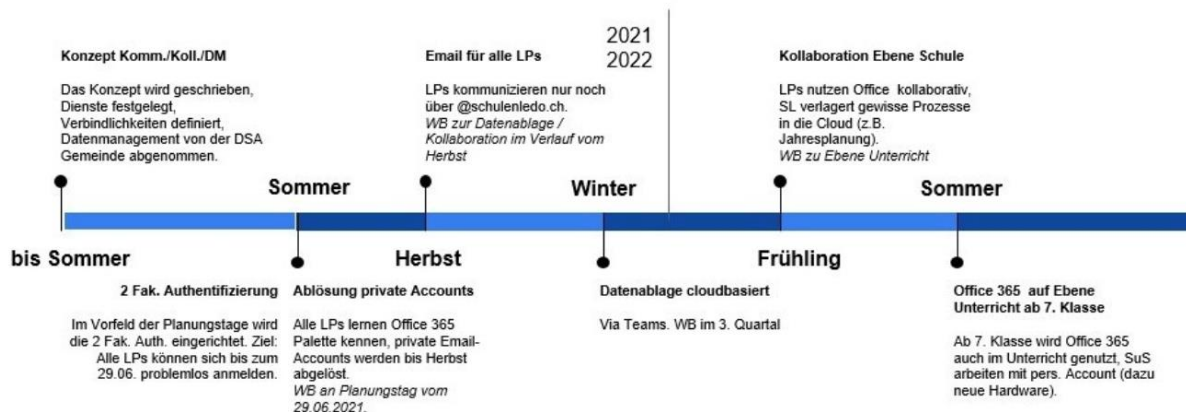 2021
2022
Konzept Komm./Koll./DM
Das Konzept wird geschrieben,
Dienste festgelegt,
Verbindlichkeiten definiert,
Datenmanagement von der DSA
Gemeinde abgenommen.
Email für alle LPs
LPs kommunizieren nur noch
über @schulenledo.ch.
WB zur Datenablage /
Kollaboration im Verlauf vom
Herbst
Kollaboration Ebene Schule
LPs nutzen Office kollaborativ,
SL verlagert gewisse Prozesse
in die Cloud (z.B.
Jahresplanung).
WB zu Ebene Unterricht
Sommer
Winter
Sommer
bis Sommer
Herbst
Frühling
2 Fak. Authentifizierung
Im Vorfeld der Planungstage wird
die 2 Fak. Auth. eingerichtet. Ziel:
Alle LPs können sich bis zum
29.06. problemlos anmelden.
Ablösung private Accounts
Alle LPs lernen Office 365
Palette kennen, private Email-
Accounts werden bis Herbst
abgelöst.
WB an Planungstag vom
29.06.2021.
Datenablage cloudbasiert
Via Teams. WB im 3. Quartal
Office 365 auf Ebene
Unterricht ab 7. Klasse
Ab 7. Klasse wird Office 365
auch im Unterricht genutzt, SuS
arbeiten mit pers. Account (dazu
neue Hardware).